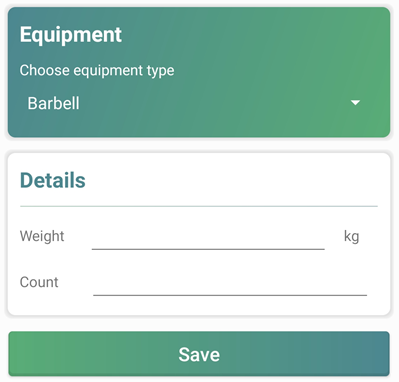 Equipment
Choose equipment type
Barbell
Details
Weight kg
Count
Save